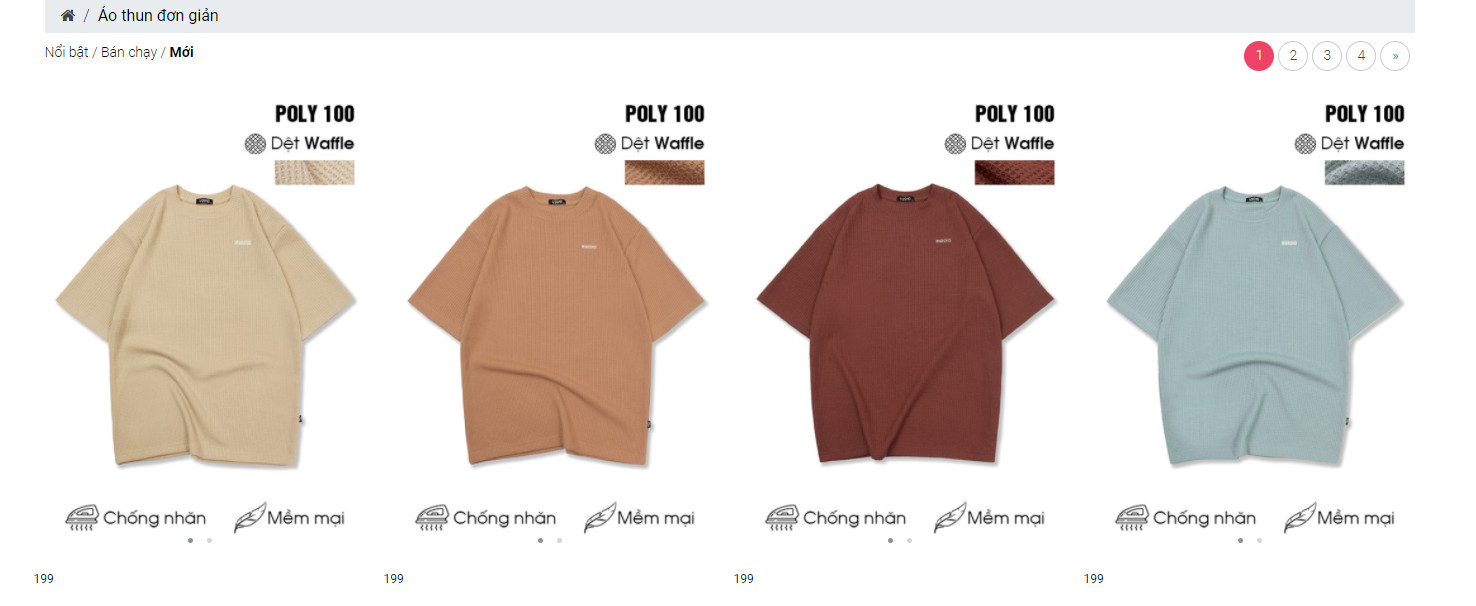 / Áo thun đơn giản
Nổi bật / Bán chạy / Mới
1 2 3 4 »
POLY 100
Dệt Waffle
Chống nhăn Mềm mại
199
POLY 100
Dệt Waffle
Chống nhăn Mềm mại
199
POLY 100
Dệt Waffle
Chống nhăn Mềm mại
199
POLY 100
Dệt Waffle
Chống nhăn Mềm mại
199